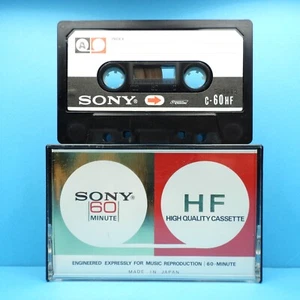 A
SONY®
C-60HF
SONY®
60
MINUTE
HF
HIGH QUALITY CASSETTE
ENGINEERED EXPRESSLY FOR MUSIC REPRODUCTION / 60-MINUTE
MADE IN JAPAN